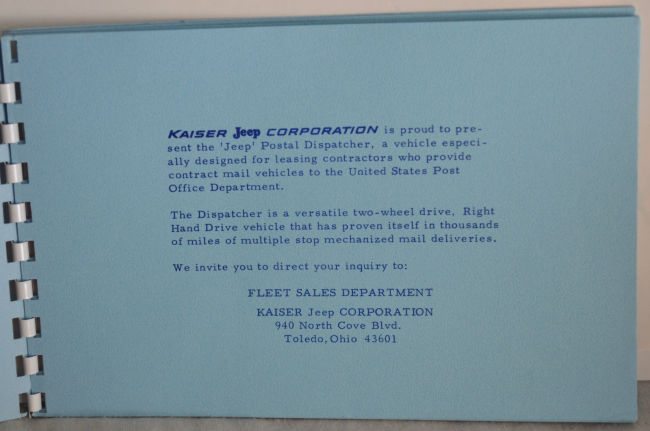 KAISER Jeep CORPORATION is proud to pre-
sent the 'Jeep' Postal Dispatcher, a vehicle especi-
ally designed for leasing contractors who provide
contract mail vehicles to the United States Post
Office Department.
The Dispatcher is a versatile two-wheel drive, Right
Hand Drive vehicle that has proven itself in thousands
of miles of multiple stop mechanized mail deliveries.
We invite you to direct your inquiry to:
FLEET SALES DEPARTMENT
KAISER Jeep CORPORATION
940 North Cove Blvd.
Toledo, Ohio 43601